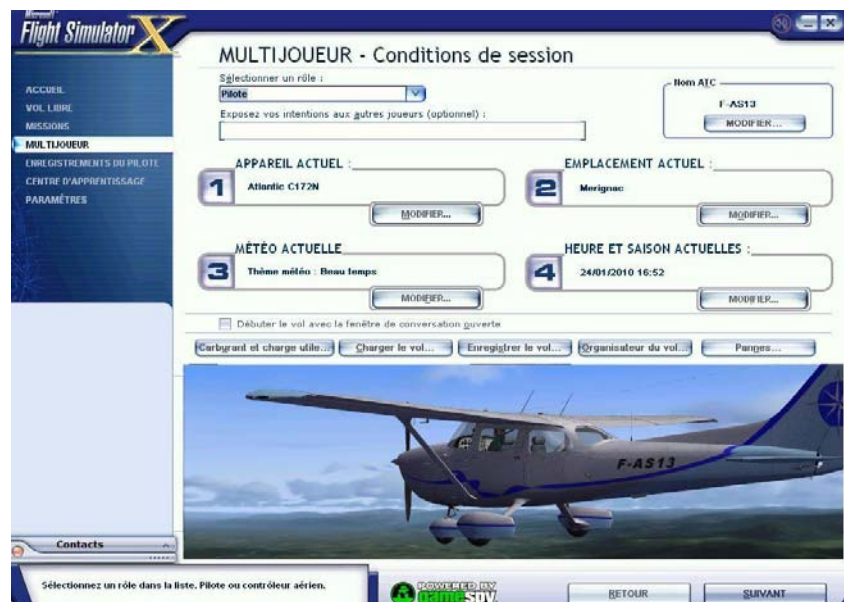 Microsoft
Flight Simulator X
ACCUEIL
VOL LIBRE
MISSIONS
MULTIJOUEUR
ENREGISTREMENTS DU PILOTE
CENTRE D'APPRENTISSAGE
PARAMÈTRES
MULTIJOUEUR - Conditions de session
Sélectionner un rôle :
Pilote
Exposez vos intentions aux autres joueurs (optionnel) :
Nom ATC
F-AS13
MODIFIER...
APPAREIL ACTUEL :
1
Atlantic C172N
MODIFIER...
EMPLACEMENT ACTUEL :
2
Merignac
MODIFIER...
MÉTÉO ACTUELLE
3
Thème météo : Beau temps
MODIFIER...
HEURE ET SAISON ACTUELLES :
4
24/01/2010 16:52
MODIFIER...
Débuter le vol avec la fenêtre de conversation ouverte
Carburant et charge utile...
Charger le vol...
Enregistrer le vol...
Organisateur du vol...
Pannes...
F-AS13
Contacts
Sélectionnez un rôle dans la liste. Pilote ou contrôleur aérien.
POWERED BY
gamespy
RETOUR
SUIVANT